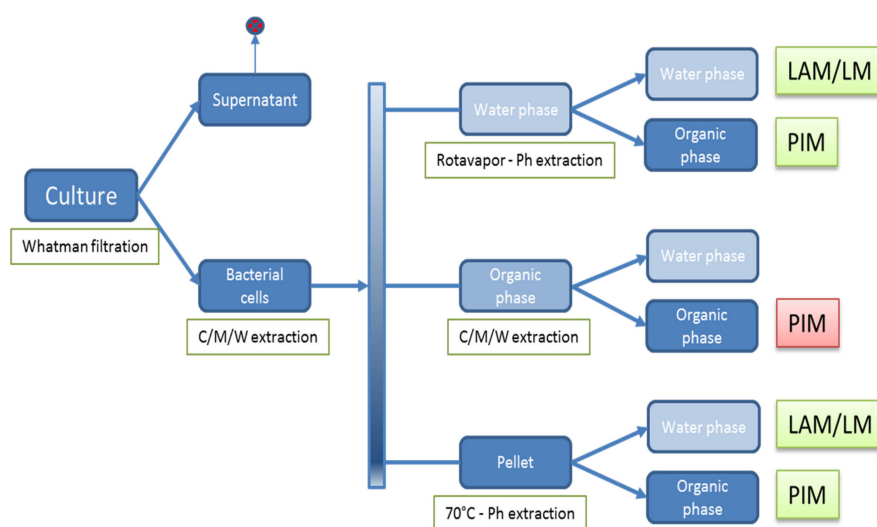 Supernatant
Culture
Whatman filtration
Bacterial
cells
C/M/W extraction
Water phase
Rotavapor - Ph extraction
Water phase
LAM/LM
Organic
phase
PIM
Organic
phase
C/M/W extraction
Water phase
Organic
phase
PIM
Pellet
70°C - Ph extraction
Water phase
LAM/LM
Organic
phase
PIM